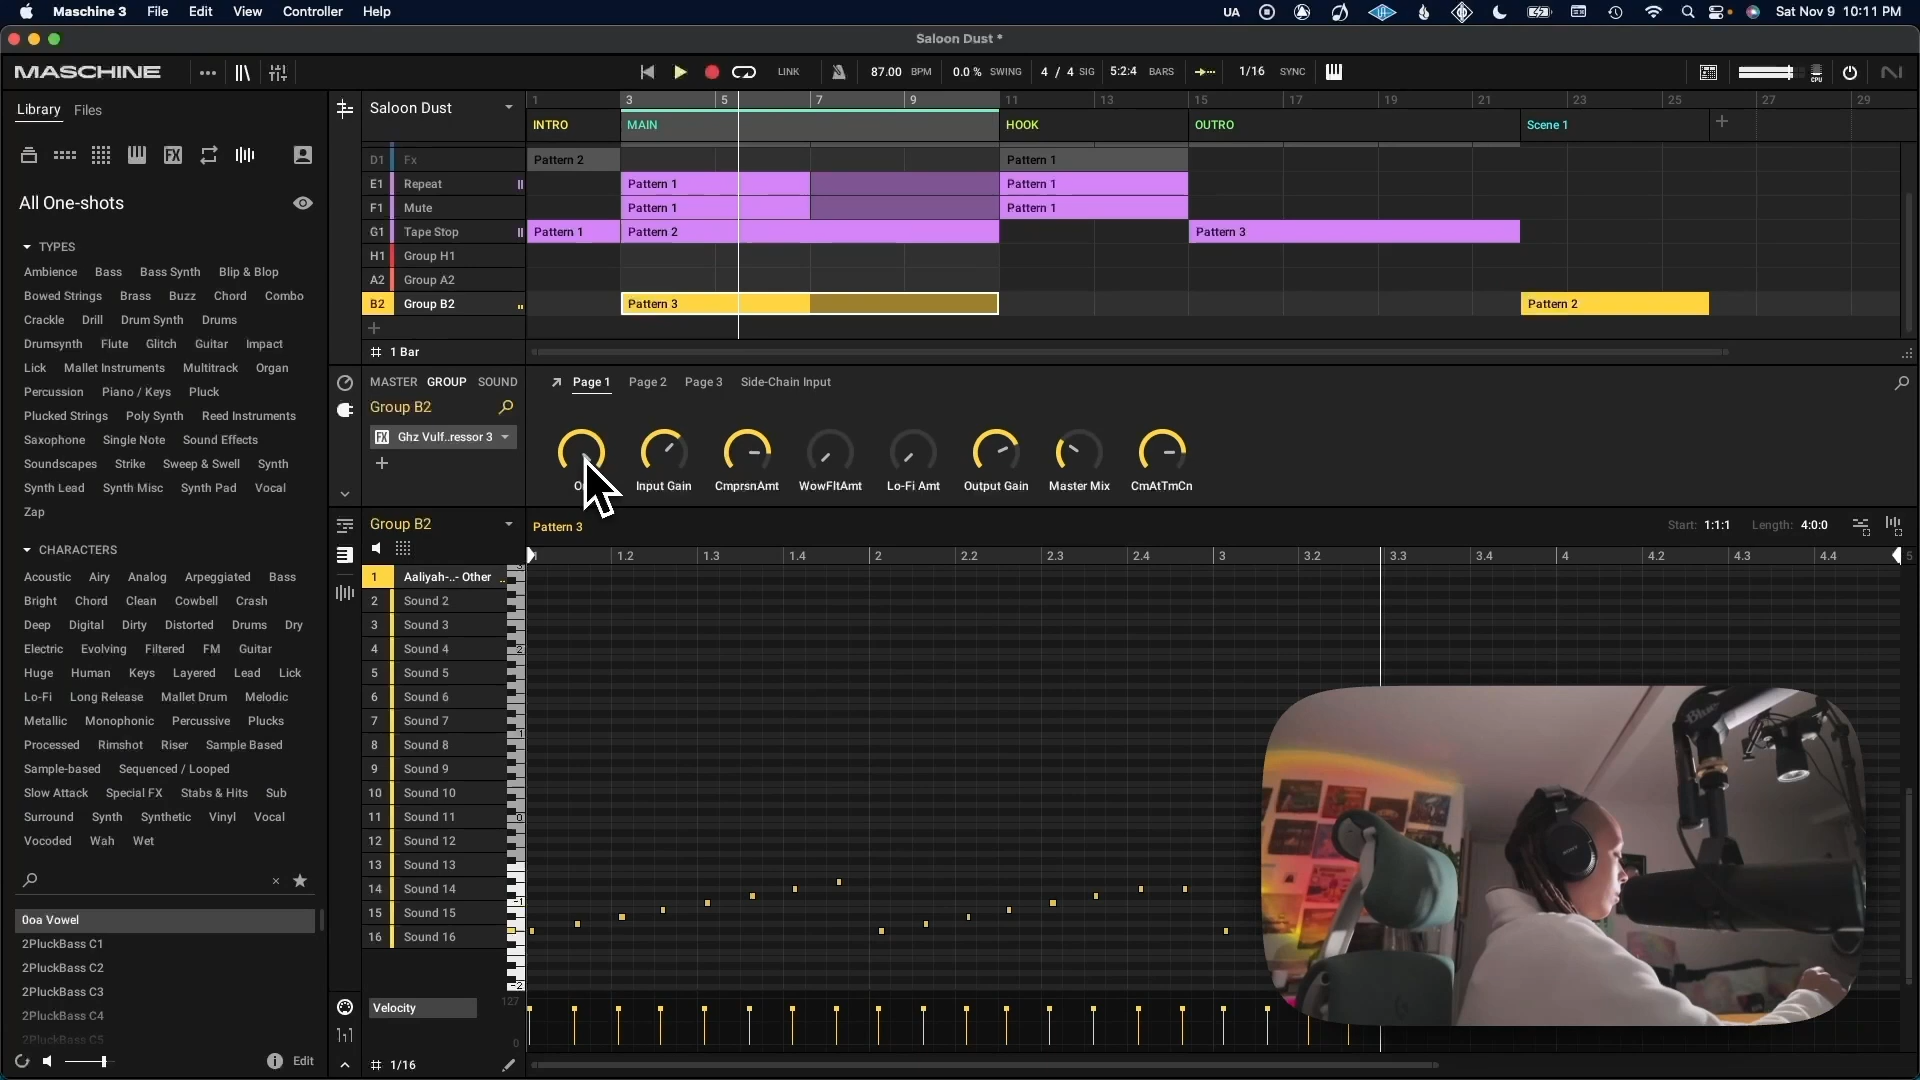 Maschine 3 File Edit View Controller Help UA Sat Nov 9 10:11 PM
Saloon Dust *
MASCHINE LINK 87.00 BPM 0.0 % SWING 4 / 4 SIG 5:2:4 BARS 1/16 SYNC CPU
Library Files
All One-shots
TYPES
Ambience Bass Bass Synth Blip & Blop
Bowed Strings Brass Buzz Chord Combo
Crackle Drill Drum Synth Drums
Drumsynth Flute Glitch Guitar Impact
Lick Mallet Instruments Multitrack Organ
Percussion Piano / Keys Pluck
Plucked Strings Poly Synth Reed Instruments
Saxophone Single Note Sound Effects
Soundscapes Strike Sweep & Swell Synth
Synth Lead Synth Misc Synth Pad Vocal
Zap
CHARACTERS
Acoustic Airy Analog Arpeggiated Bass
Bright Chord Clean Cowbell Crash
Deep Digital Dirty Distorted Drums Dry
Electric Evolving Filtered FM Guitar
Huge Human Keys Layered Lead Lick
Lo-Fi Long Release Mallet Drum Melodic
Metallic Monophonic Percussive Plucks
Processed Rimshot Riser Sample Based
Sample-based Sequenced / Looped
Slow Attack Special FX Stabs & Hits Sub
Surround Synth Synthetic Vinyl Vocal
Vocoded Wah Wet
0oa Vowel
2PluckBass C1
2PluckBass C2
2PluckBass C3
2PluckBass C4
2PluckBass C5
Edit
Saloon Dust
1 3 5 7 9 11 13 15 17 19 21 23 25 27 29
INTRO MAIN HOOK OUTRO Scene 1
D1 Fx Pattern 2 Pattern 1
E1 Repeat Pattern 1 Pattern 1
F1 Mute Pattern 1 Pattern 1
G1 Tape Stop Pattern 1 Pattern 2 Pattern 3
H1 Group H1
A2 Group A2
B2 Group B2 Pattern 3 Pattern 2
1 Bar
MASTER GROUP SOUND Page 1 Page 2 Page 3 Side-Chain Input
Group B2
FX Ghz Vulf..ressor 3
Input Gain CmprsnAmt WowFltAmt Lo-Fi Amt Output Gain Master Mix CmAtTmCn
Group B2 Pattern 3 Start: 1:1:1 Length: 4:0:0
1.2 1.3 1.4 2 2.2 2.3 2.4 3 3.2 3.3 3.4 4 4.2 4.3 4.4 5
1 Aaliyah-..- Other
2 Sound 2
3 Sound 3
4 Sound 4
5 Sound 5
6 Sound 6
7 Sound 7
8 Sound 8
9 Sound 9
10 Sound 10
11 Sound 11
12 Sound 12
13 Sound 13
14 Sound 14
15 Sound 15
16 Sound 16
Velocity 127
0
1/16
Blue
SONY